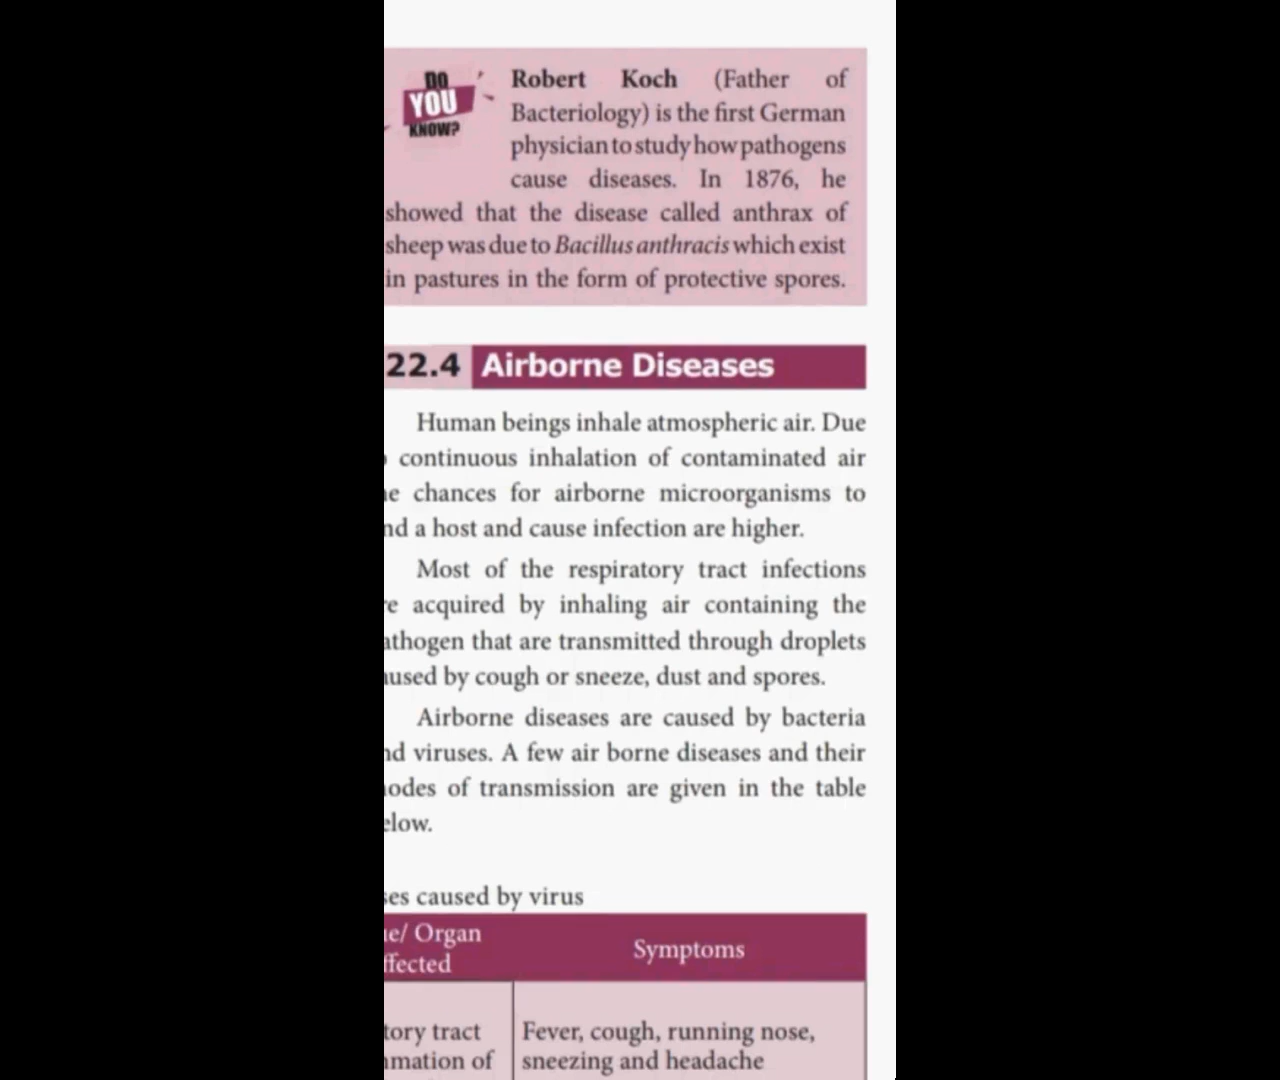 DO
YOU
KNOW?
Robert Koch (Father of
Bacteriology) is the first German
physician to study how pathogens
cause diseases. In 1876, he
showed that the disease called anthrax of
sheep was due to Bacillus anthracis which exist
in pastures in the form of protective spores.
22.4 Airborne Diseases
Human beings inhale atmospheric air. Due
continuous inhalation of contaminated air
e chances for airborne microorganisms to
nd a host and cause infection are higher.
Most of the respiratory tract infections
e acquired by inhaling air containing the
athogen that are transmitted through droplets
used by cough or sneeze, dust and spores.
Airborne diseases are caused by bacteria
nd viruses. A few air borne diseases and their
odes of transmission are given in the table
elow.
ses caused by virus
e/ Organ
ffected
Symptoms
tory tract
mation of
Fever, cough, running nose,
sneezing and headache